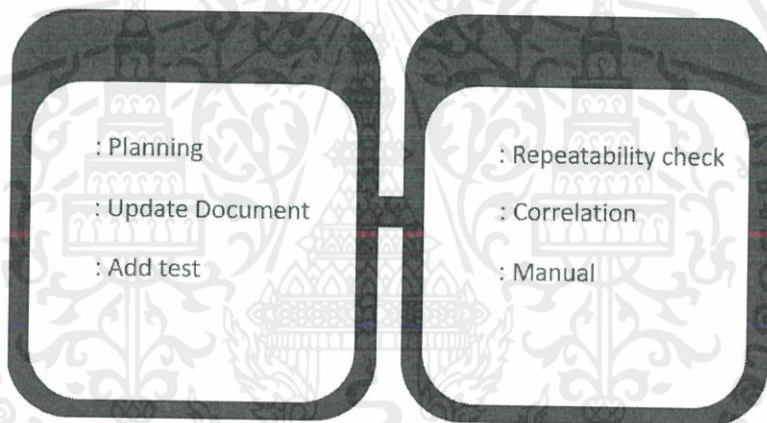 : Planning
: Update Document
: Add test
: Repeatability check
: Correlation
: Manual